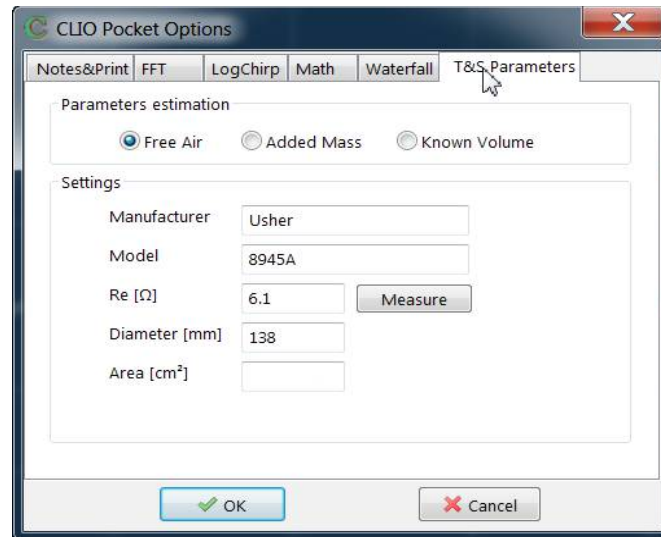 CLIO Pocket Options
Notes&Print FFT LogChirp Math Waterfall T&S Parameters
Parameters estimation
Free Air Added Mass Known Volume
Settings
Manufacturer Usher
Model 8945A
Re [Ω] 6.1 Measure
Diameter [mm] 138
Area [cm²]
OK Cancel